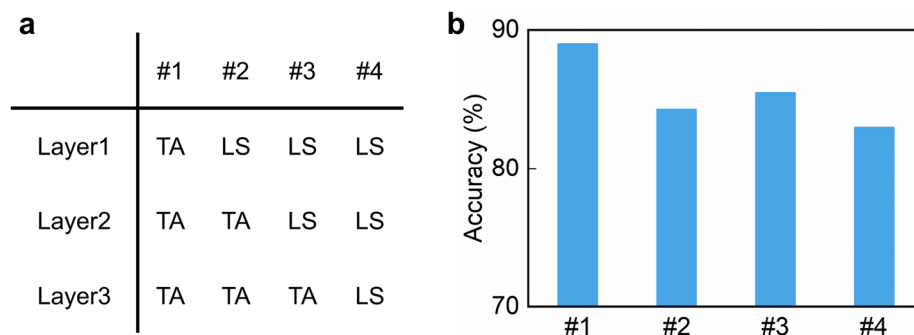 a
#1 #2 #3 #4
Layer1 TA LS LS LS
Layer2 TA TA LS LS
Layer3 TA TA TA LS
b
Accuracy (%)
90
80
70
#1 #2 #3 #4